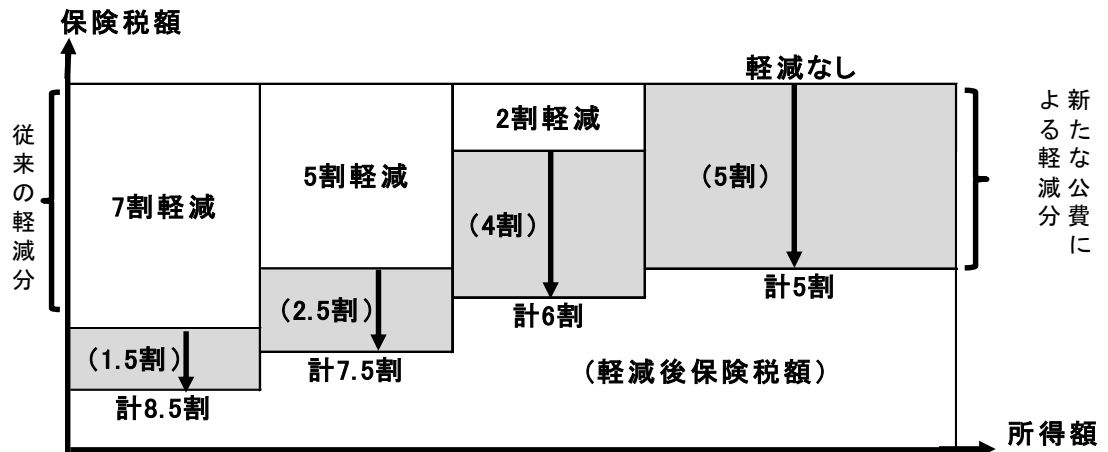 保険税額
軽減なし
従来の軽減分
7割軽減
5割軽減
2割軽減
(5割)
新たな公費に
よる軽減分
(4割)
(2.5割)
(1.5割)
計8.5割
計7.5割
計6割
計5割
(軽減後保険税額)
所得額